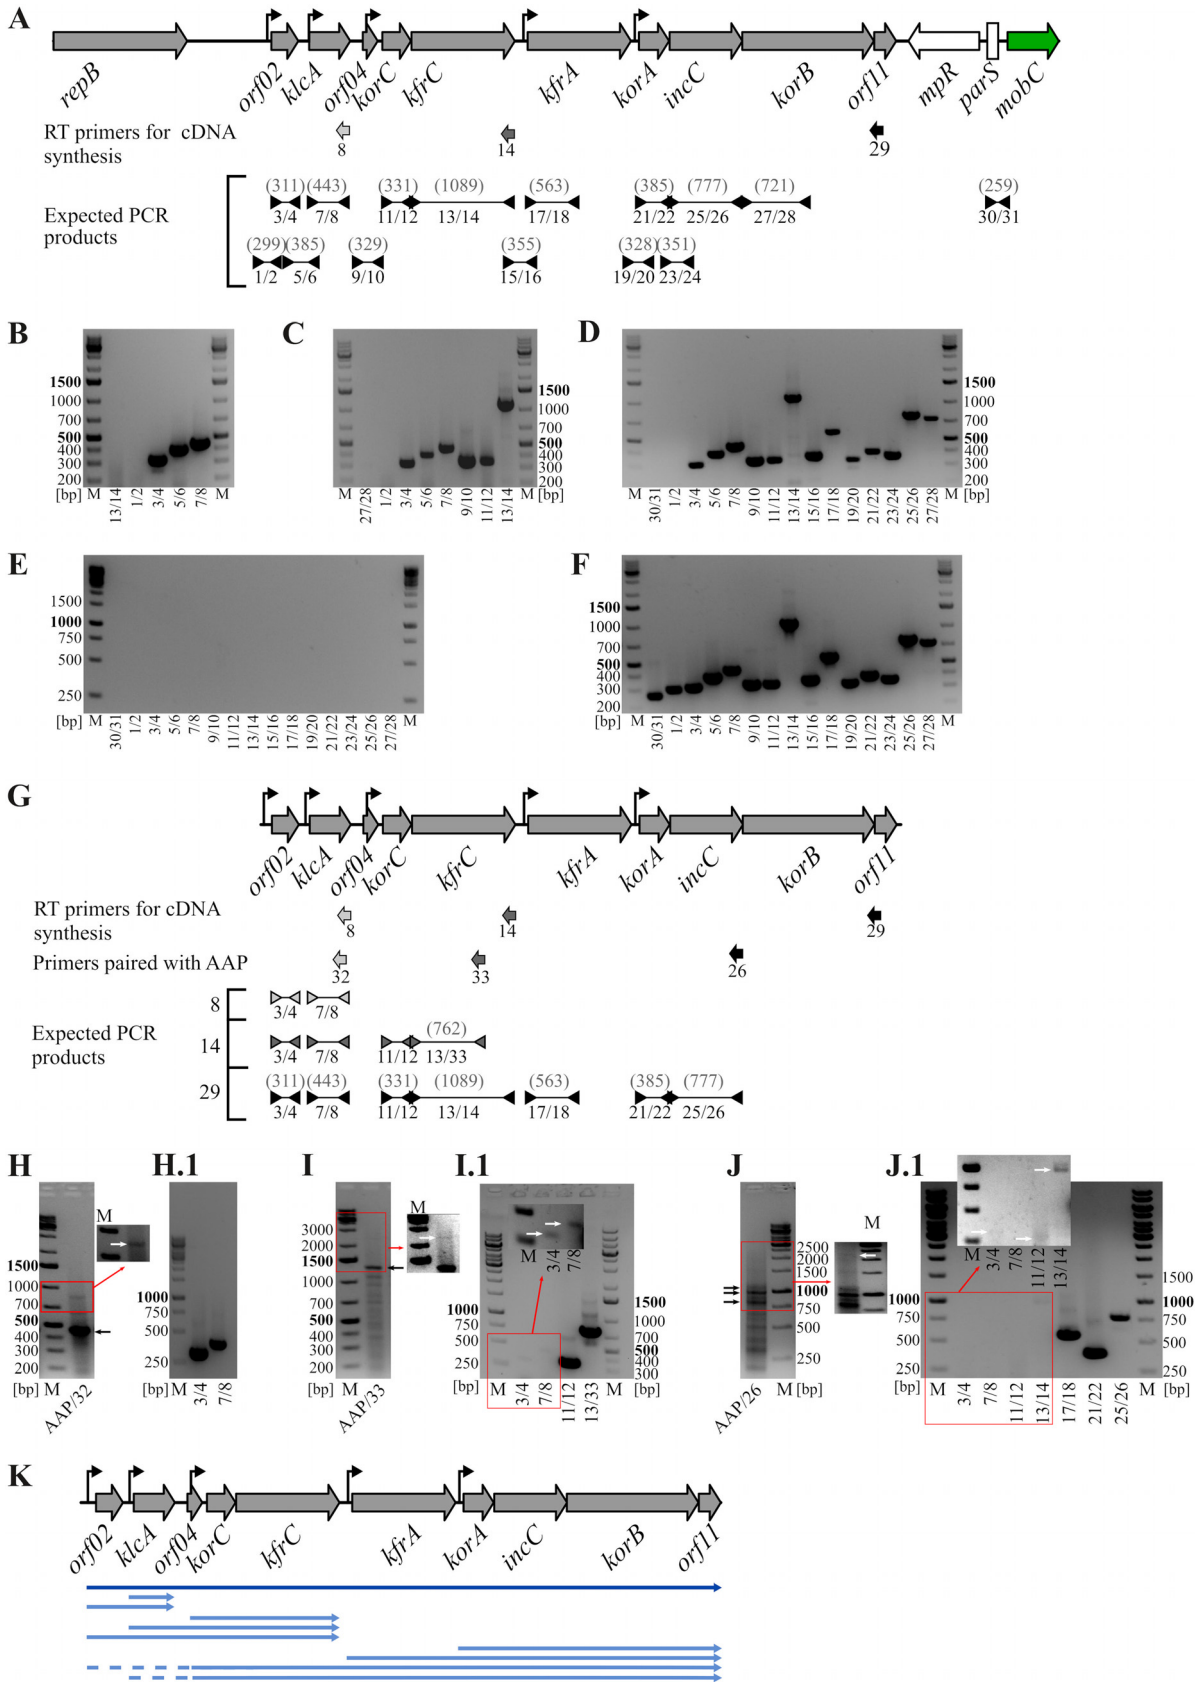 A
repB
orf02
klcA
orf04
korC
kfrC
kfrA
korA
incC
korB
orf11
mpR
parS
mobC
RT primers for cDNA
synthesis
8
14
29
Expected PCR
products
(311) (443) (331) (1089) (563) (385) (777) (721) (259)
3/4 7/8 11/12 13/14 17/18 21/22 25/26 27/28 30/31
(299) (385) (329) (355) (328) (351)
1/2 5/6 9/10 15/16 19/20 23/24
B
1500
1000
700
500
400
300
200
[bp] M 13/14 1/2 3/4 5/6 7/8 M
C
1500
1000
700
500
400
300
200
M 27/28 1/2 3/4 5/6 7/8 9/10 11/12 13/14 M [bp]
D
1500
1000
700
500
400
300
200
M 30/31 1/2 3/4 5/6 7/8 9/10 11/12 13/14 15/16 17/18 19/20 21/22 23/24 25/26 27/28 M [bp]
E
1500
1000
750
500
250
[bp] M 30/31 1/2 3/4 5/6 7/8 9/10 11/12 13/14 15/16 17/18 19/20 21/22 23/24 25/26 27/28 M
F
1500
1000
700
500
400
300
200
[bp] M 30/31 1/2 3/4 5/6 7/8 9/10 11/12 13/14 15/16 17/18 19/20 21/22 23/24 25/26 27/28 M
G
orf02
klcA
orf04
korC
kfrC
kfrA
korA
incC
korB
orf11
RT primers for cDNA
synthesis
8
14
29
Primers paired with AAP
32
33
26
Expected PCR
products
8
3/4 7/8
14
(762)
3/4 7/8 11/12 13/33
29
(311) (443) (331) (1089) (563) (385) (777)
3/4 7/8 11/12 13/14 17/18 21/22 25/26
H
M
1500
1000
700
500
400
300
200
[bp] M AAP/32
H.1
1000
750
500
250
[bp] M 3/4 7/8
I
M
3000
2000
1500
1000
700
500
400
300
200
[bp] M AAP/33
I.1
M 3/4 7/8
1000
750
500
250
1500
1000
700
500
400
300
[bp] M 3/4 7/8 11/12 13/33 M [bp]
J
M
2500
2000
1500
1000
750
500
250
AAP/26 M [bp]
J.1
M 3/4 7/8 11/12 13/14
1000
750
500
250
1500
1000
750
500
250
[bp] M 3/4 7/8 11/12 13/14 17/18 21/22 25/26 M [bp]
K
orf02
klcA
orf04
korC
kfrC
kfrA
korA
incC
korB
orf11